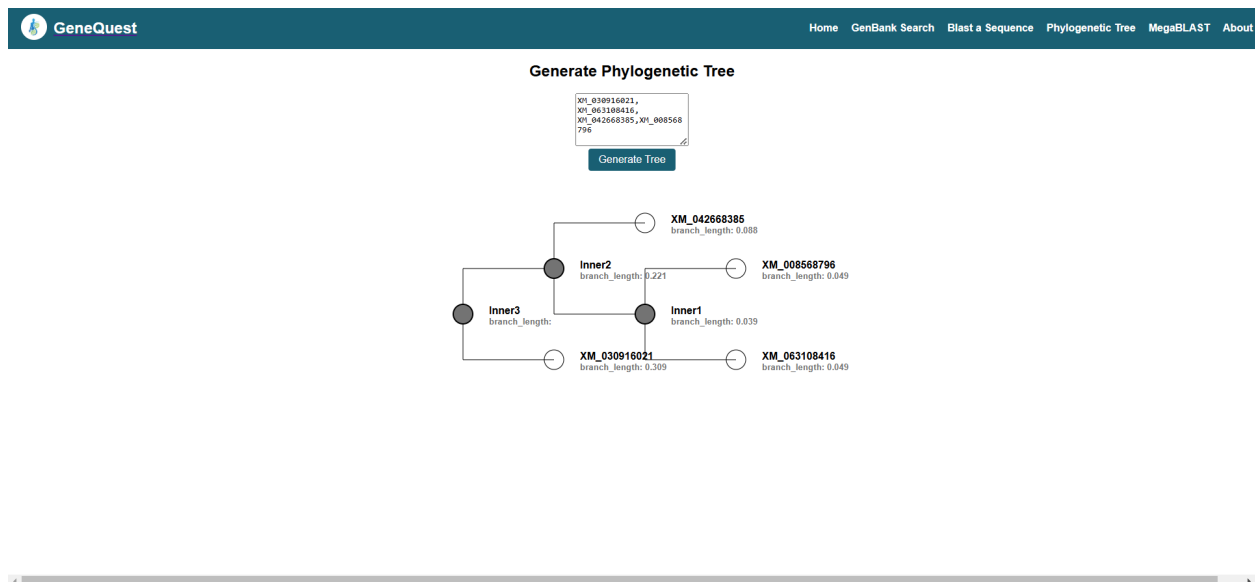 GeneQuest
Home GenBank Search Blast a Sequence Phylogenetic Tree MegaBLAST About
Generate Phylogenetic Tree
XM_030916021,
XM_063108416,
XM_042668385,XM_008568
796
Generate Tree
XM_042668385
branch_length: 0.088
Inner2
branch_length: 0.221
XM_008568796
branch_length: 0.049
Inner3
branch_length:
Inner1
branch_length: 0.039
XM_030916021
branch_length: 0.309
XM_063108416
branch_length: 0.049